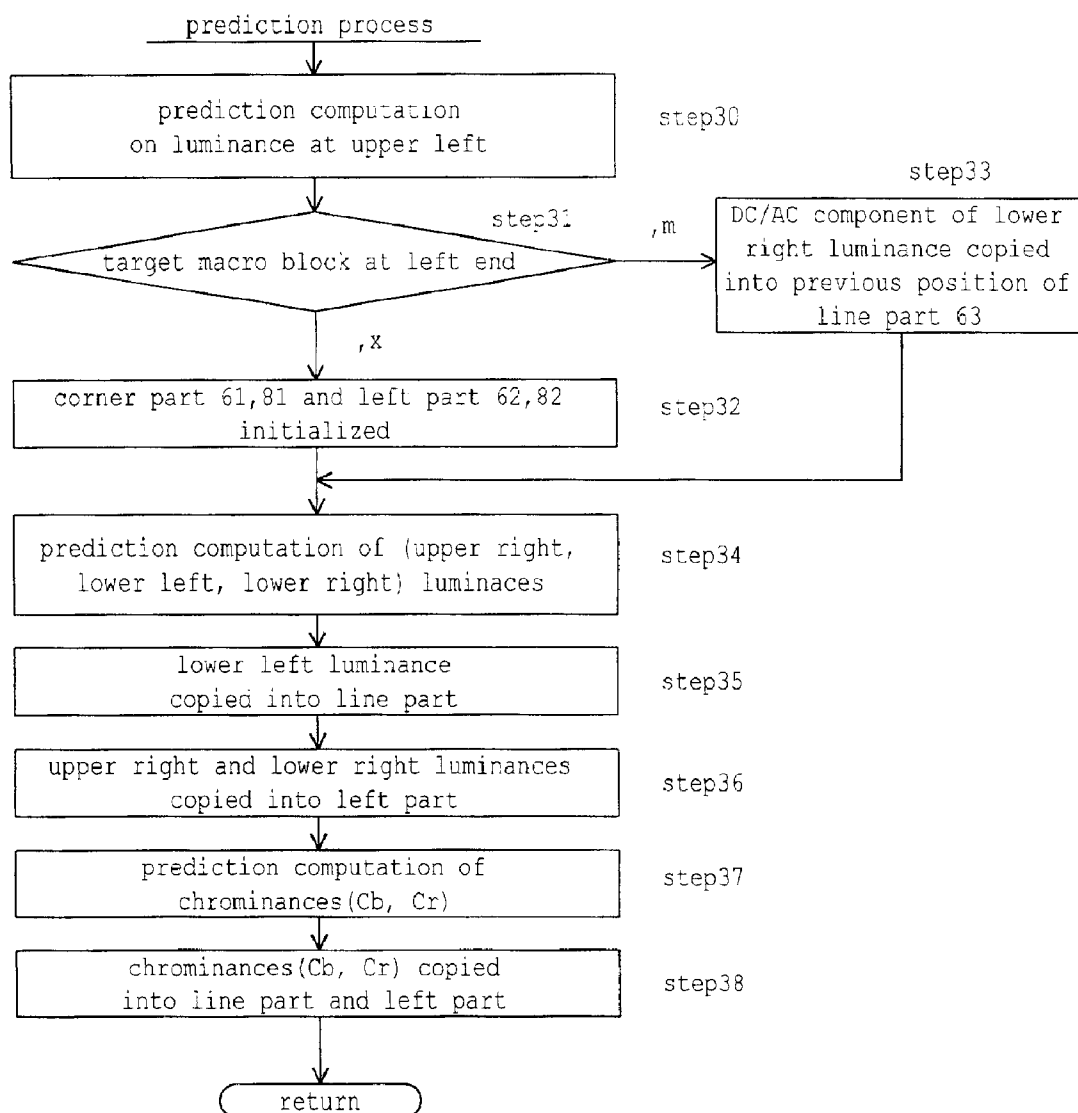 prediction process
prediction computation
on luminance at upper left
step30
step33
step31
target macro block at left end
,m
DC/AC component of lower
right luminance copied
into previous position of
line part 63
,x
corner part 61,81 and left part 62,82
initialized
step32
prediction computation of (upper right,
lower left, lower right) luminaces
step34
lower left luminance
copied into line part
step35
upper right and lower right luminances
copied into left part
step36
prediction computation of
chrominances(Cb, Cr)
step37
chrominances(Cb, Cr) copied
into line part and left part
step38
return